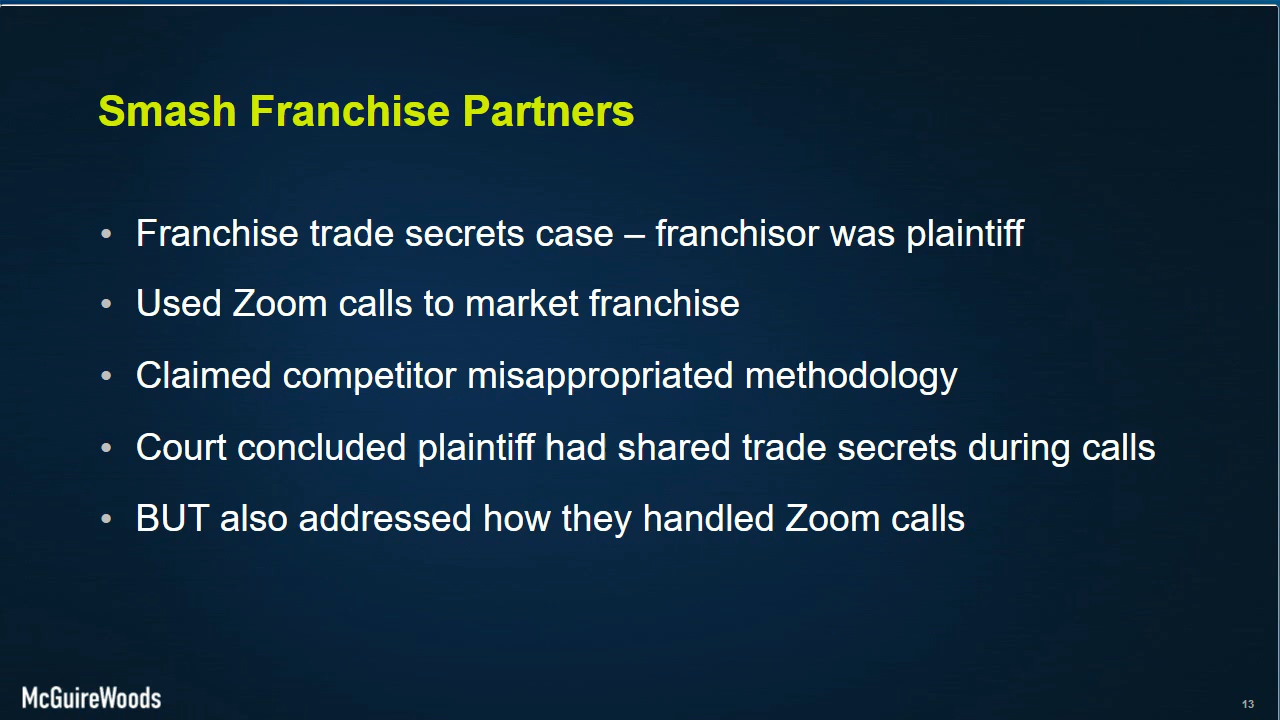 Smash Franchise Partners
• Franchise trade secrets case – franchisor was plaintiff
• Used Zoom calls to market franchise
• Claimed competitor misappropriated methodology
• Court concluded plaintiff had shared trade secrets during calls
• BUT also addressed how they handled Zoom calls
McGuireWoods
13